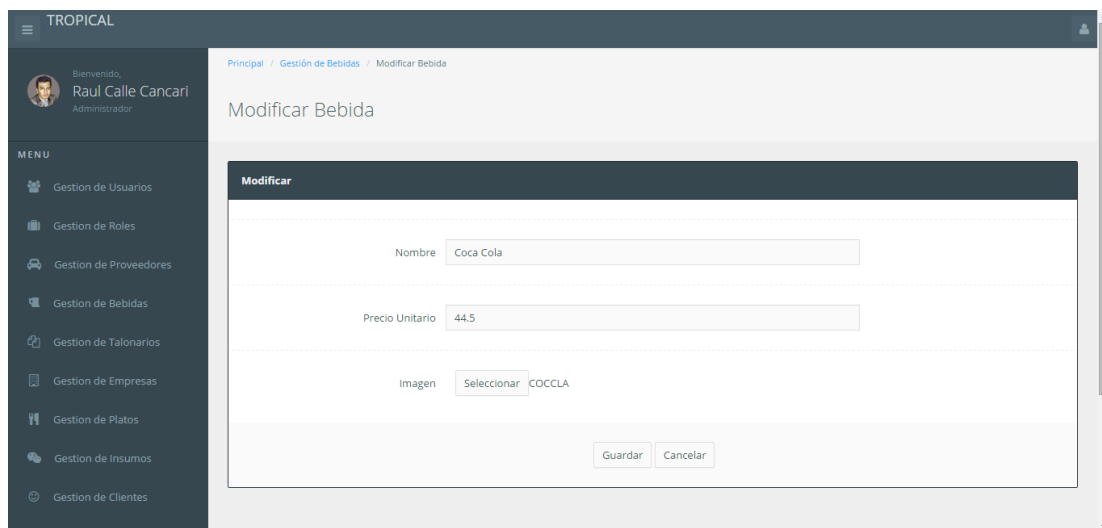 TROPICAL
Bienvenido,
Raul Calle Cancari
Administrador
MENU
Gestion de Usuarios
Gestion de Roles
Gestion de Proveedores
Gestion de Bebidas
Gestion de Talonarios
Gestion de Empresas
Gestion de Platos
Gestion de Insumos
Gestion de Clientes
Principal / Gestión de Bebidas / Modificar Bebida
Modificar Bebida
Modificar
Nombre Coca Cola
Precio Unitario 44.5
Imagen Seleccionar COCCLA
Guardar Cancelar